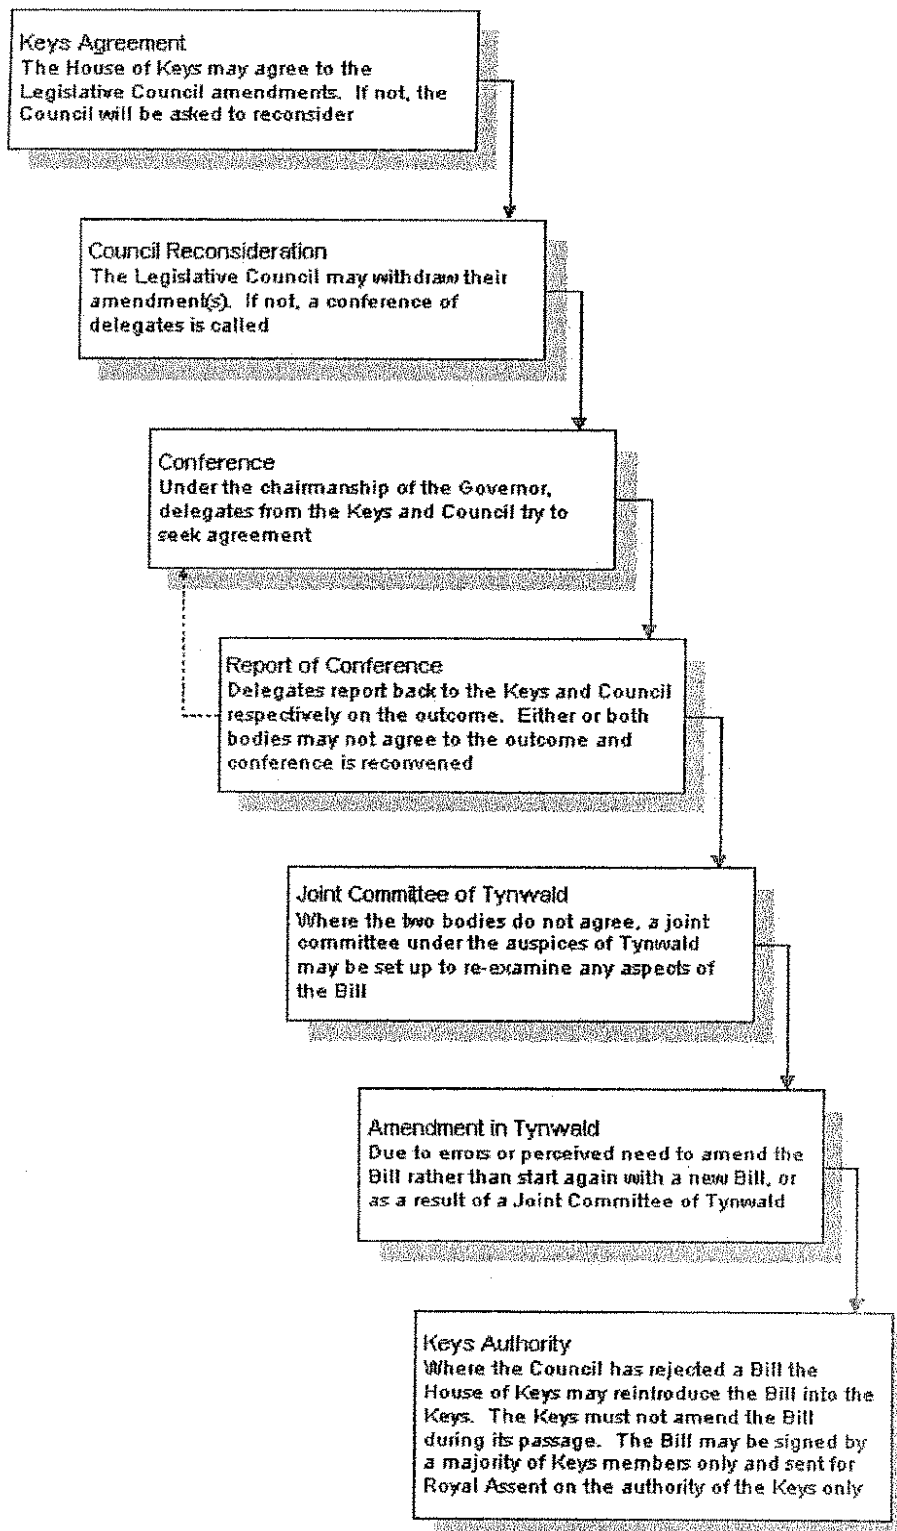 Keys Agreement
The House of Keys may agree to the
Legislative Council amendments. If not, the
Council will be asked to reconsider
Council Reconsideration
The Legislative Council may withdraw their
amendment(s). If not, a conference of
delegates is called
Conference
Under the chairmanship of the Governor,
delegates from the Keys and Council try to
seek agreement
Report of Conference
Delegates report back to the Keys and Council
respectively on the outcome. Either or both
bodies may not agree to the outcome and
conference is reconvened
Joint Committee of Tynwald
Where the two bodies do not agree, a joint
committee under the auspices of Tynwald
may be set up to re-examine any aspects of
the Bill
Amendment in Tynwald
Due to errors or perceived need to amend the
Bill rather than start again with a new Bill, or
as a result of a Joint Committee of Tynwald
Keys Authority
Where the Council has rejected a Bill the
House of Keys may reintroduce the Bill into the
Keys. The Keys must not amend the Bill
during its passage. The Bill may be signed by
a majority of Keys members only and sent for
Royal Assent on the authority of the Keys only